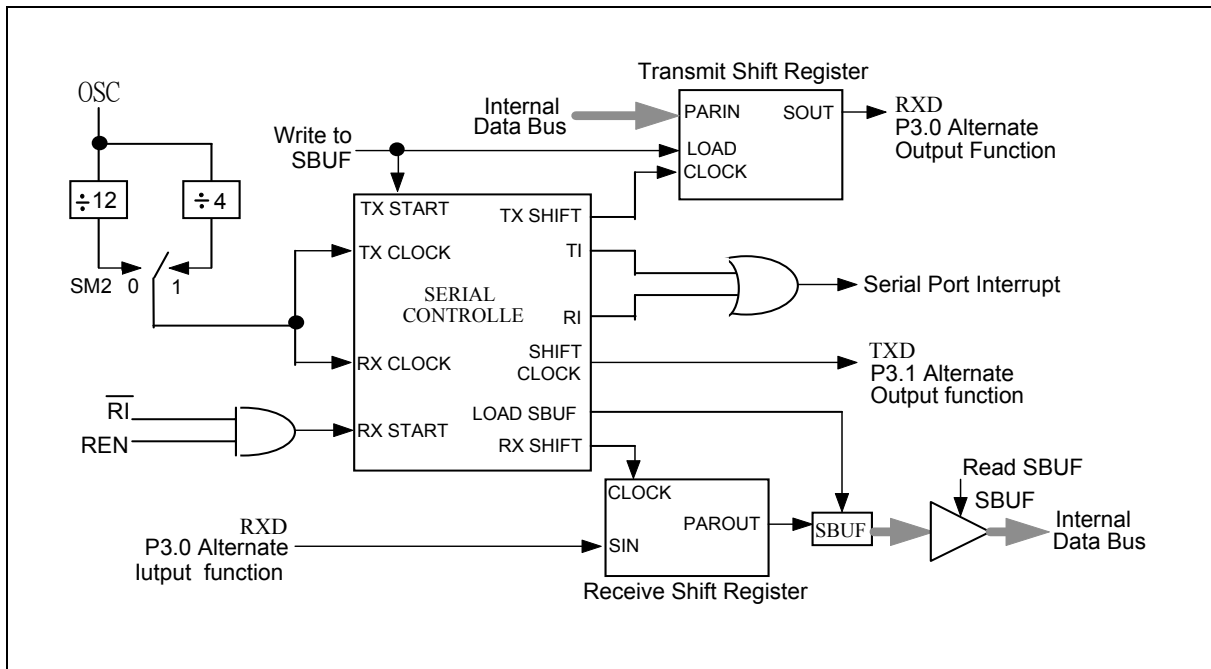 Transmit Shift Register
OSC
Internal
Data Bus
PARIN
SOUT
RXD
P3.0 Alternate
Output Function
Write to
SBUF
LOAD
CLOCK
÷12
÷4
TX START
TX SHIFT
TX CLOCK
TI
SM2 0 1
SERIAL
CONTROLLE
Serial Port Interrupt
RI
SHIFT
CLOCK
TXD
P3.1 Alternate
Output function
RX CLOCK
R̅I̅
REN
RX START
LOAD SBUF
RX SHIFT
Read SBUF
CLOCK
SBUF
RXD
P3.0 Alternate
lutput function
SIN
PAROUT
SBUF
Internal
Data Bus
Receive Shift Register